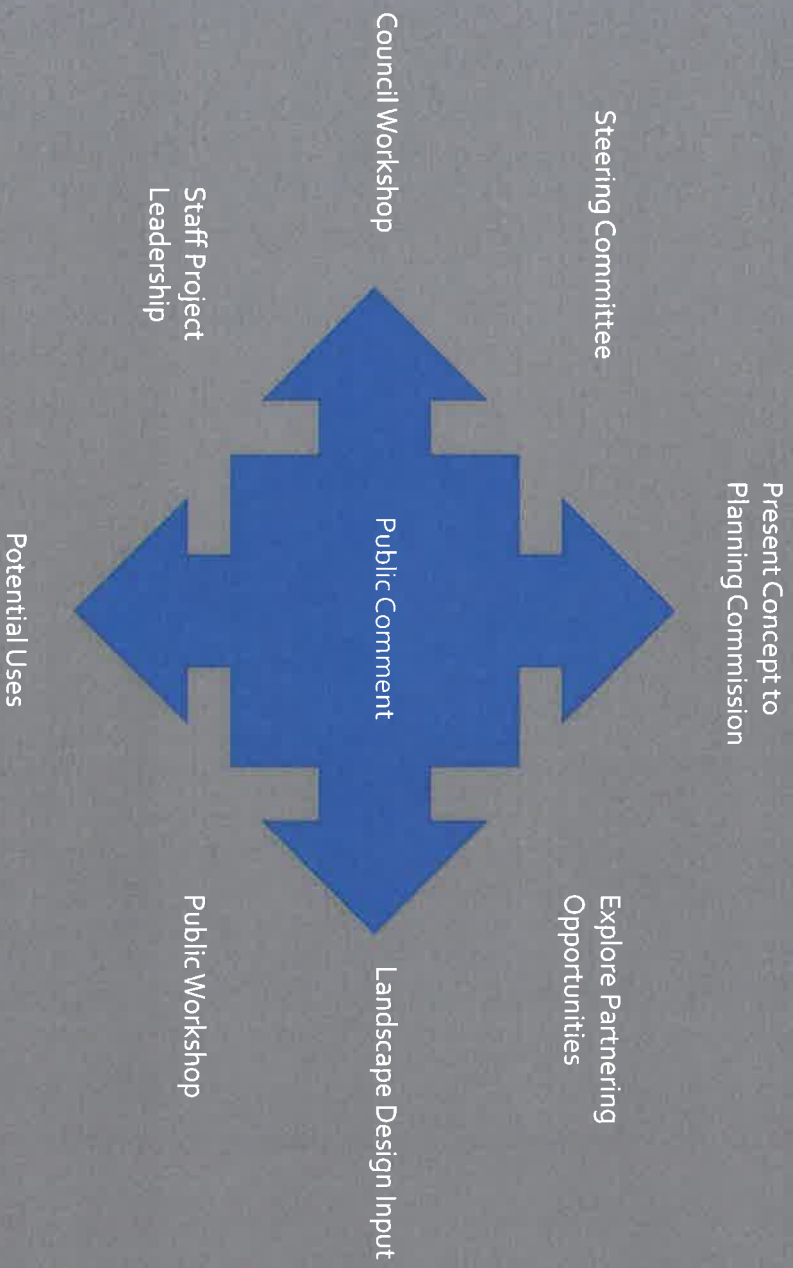 Present Concept to
Planning Commission
Steering Committee
Explore Partnering
Opportunities
Council Workshop
Public Comment
Landscape Design Input
Staff Project
Leadership
Public Workshop
Potential Uses